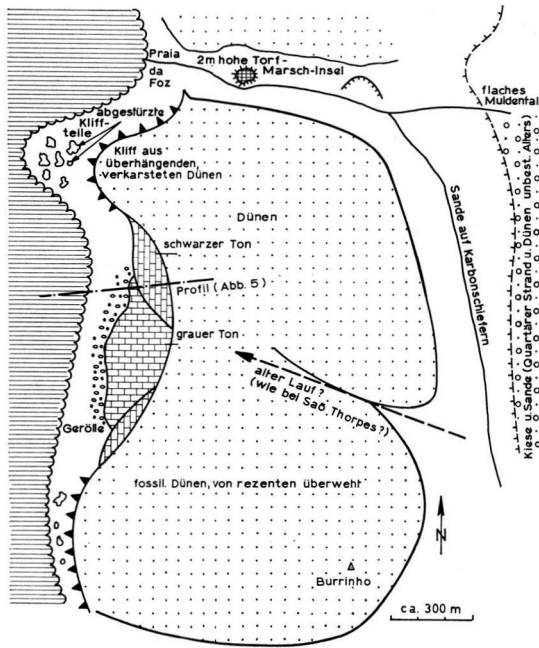 Praia
da
Foz
2m hohe Torf-
Marsch-Insel
flaches
Muldental
abgestürzte
Kliff-
teile
Kliff aus
überhängenden,
verkarsteten Dünen
Dünen
schwarzer Ton
Profil (Abb. 5)
grauer Ton
alter Lauf?
(wie bei Saõ Thorpes?)
Gerölle
fossil. Dünen, von rezenten überweht
Burrinho
Sande auf Karbonschiefern
Kiese u. Sande (Quartärer Strand u. Dünen unbest. Alters)
N
ca. 300 m